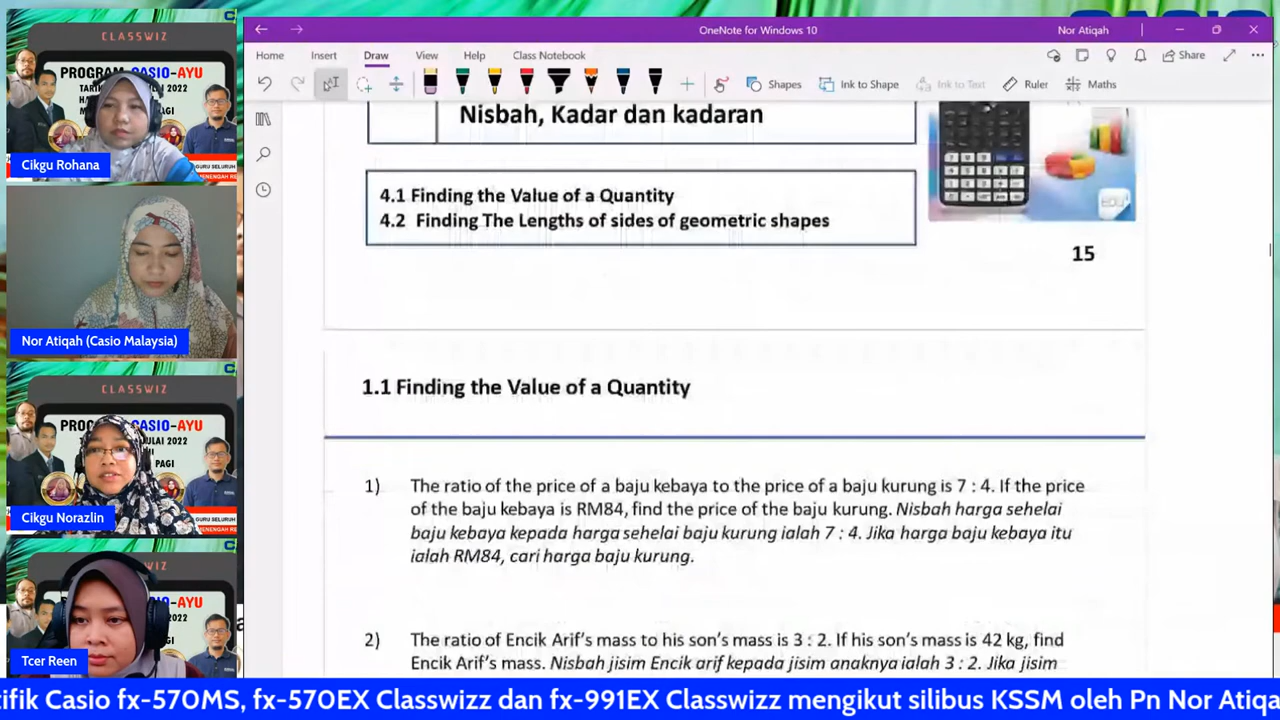 CLASSWIZ
PROGRAM CASIO-AYU
Cikgu Rohana
Nor Atiqah (Casio Malaysia)
CLASSWIZ
PAGI
GURU SELURUH
Cikgu Norazlin
-AYU
2022
Tcer Reen
OneNote for Windows 10
Nor Atiqah
Home Insert Draw View Help Class Notebook
Share
Shapes Ink to Shape Ink to Text Ruler Maths
Nisbah, Kadar dan kadaran
4.1 Finding the Value of a Quantity
4.2 Finding The Lengths of sides of geometric shapes
EDU
15
1.1 Finding the Value of a Quantity
1) The ratio of the price of a baju kebaya to the price of a baju kurung is 7 : 4. If the price
of the baju kebaya is RM84, find the price of the baju kurung. Nisbah harga sehelai
baju kebaya kepada harga sehelai baju kurung ialah 7 : 4. Jika harga baju kebaya itu
ialah RM84, cari harga baju kurung.
2) The ratio of Encik Arif's mass to his son's mass is 3 : 2. If his son's mass is 42 kg, find
Encik Arif's mass. Nisbah jisim Encik arif kepada jisim anaknya ialah 3 : 2. Jika jisim
ifik Casio fx-570MS, fx-570EX Classwizz dan fx-991EX Classwizz mengikut silibus KSSM oleh Pn Nor Atiqa